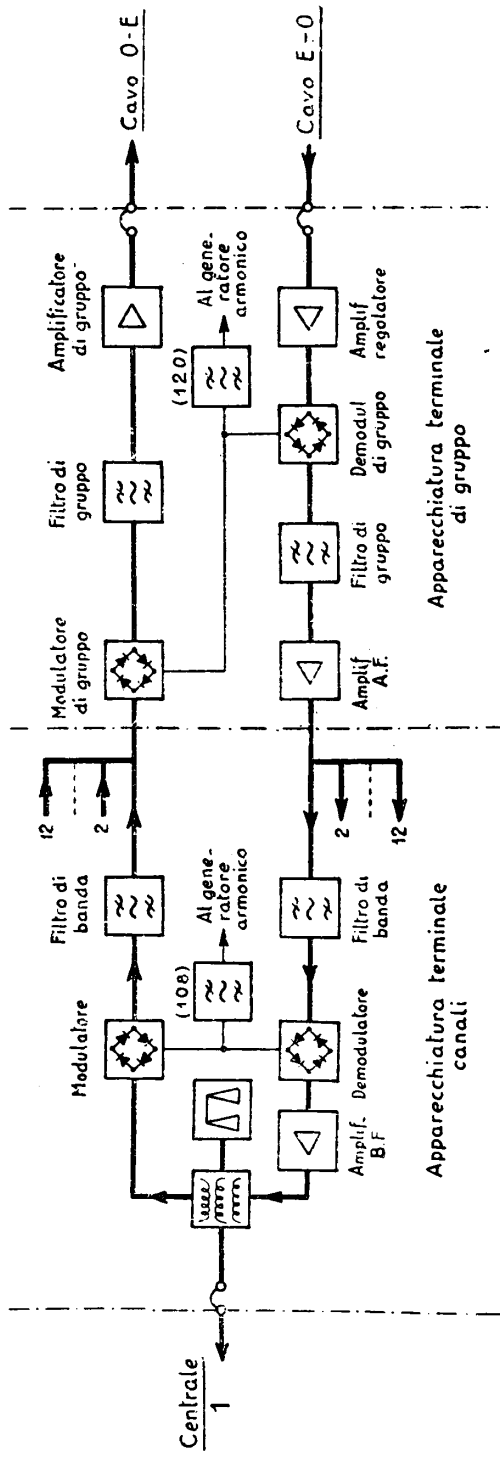 Centrale
1
Modulatore
Filtro di
banda
12
2
(108)
Al gene-
ratore
armonico
Amplif.
B.F
Demodulatore
Filtro di
banda
2
12
Apparecchiatura terminale
canali
Modulatore
di gruppo
Filtro di
gruppo
Amplificatore
di gruppo
(120)
Al gene-
ratore
armonico
Amplif
A.F.
Filtro di
gruppo
Demodul
di gruppo
Amplif
regolatore
Apparecchiatura terminale
di gruppo
Cavo O-E
Cavo E-O